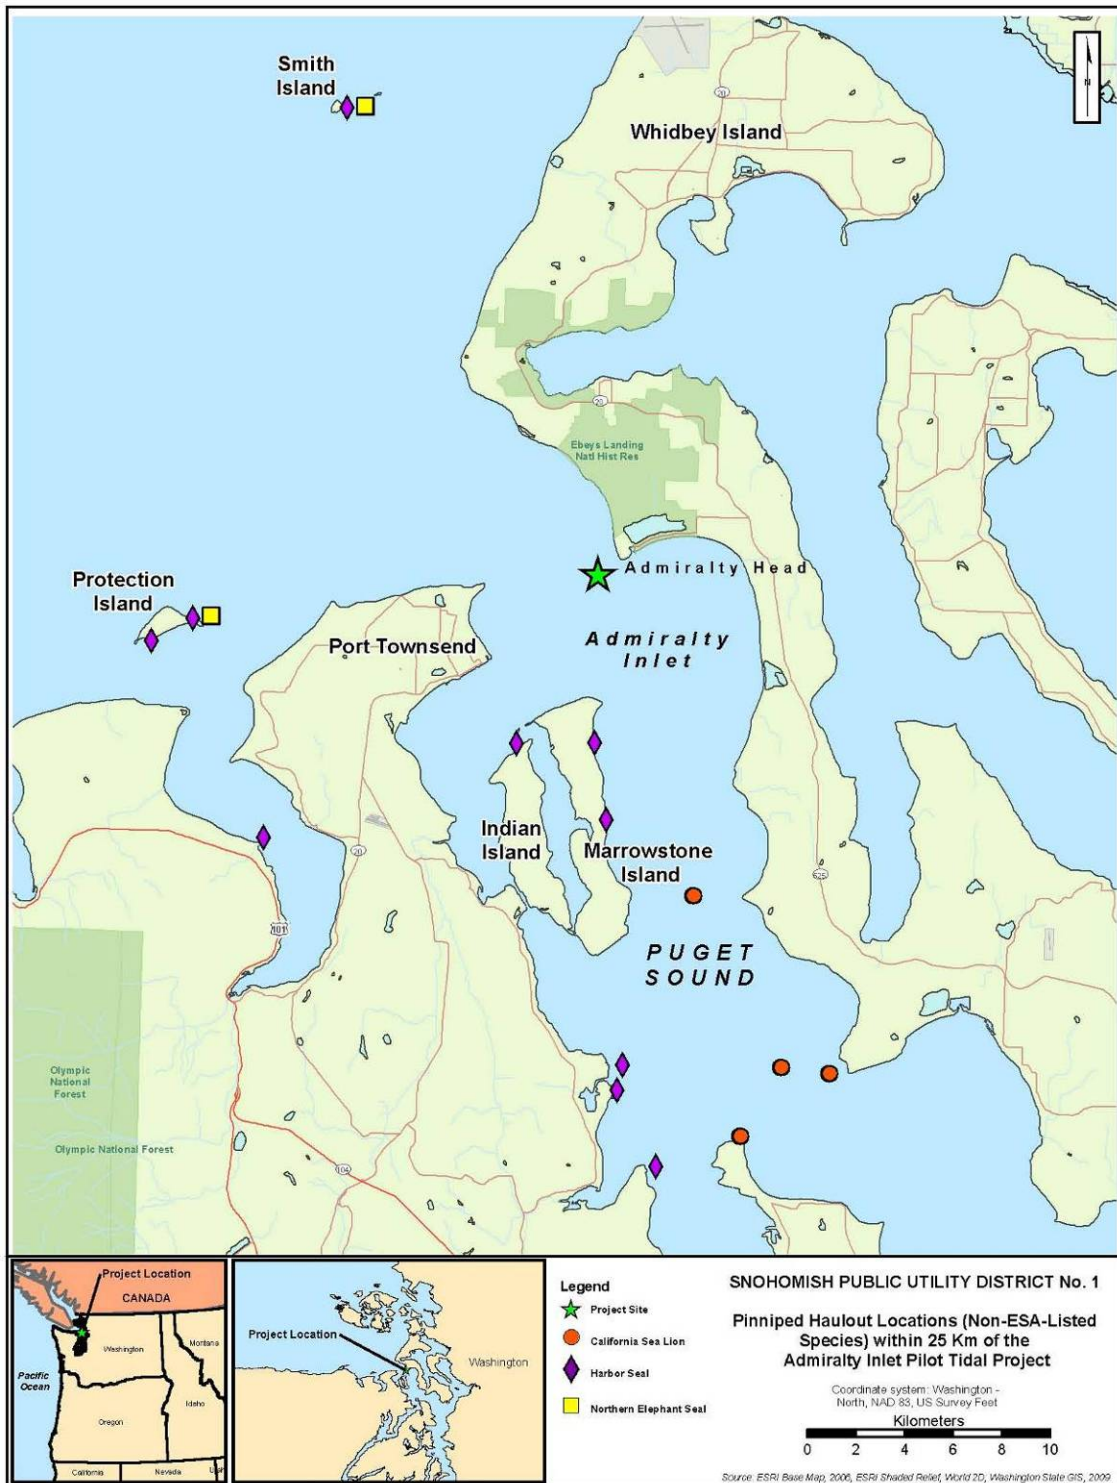 Smith
Island
20
Whidbey Island
N
20
Ebeys Landing
Natl Hist Res
Admiralty Head
Protection
Island
Admiralty
Inlet
Port Townsend
Indian
Island
Marrowstone
Island
20
525
101
PUGET
SOUND
Olympic
National
Forest
Olympic National Forest
104
Project Location
CANADA
Washington
Montana
Pacific
Ocean
Oregon
Idaho
California
Nevada
Project Location
Washington
Legend
Project Site
California Sea Lion
Harbor Seal
Northern Elephant Seal
SNOHOMISH PUBLIC UTILITY DISTRICT No. 1
Pinniped Haulout Locations (Non-ESA-Listed
Species) within 25 Km of the
Admiralty Inlet Pilot Tidal Project
Coordinate system: Washington -
North, NAD 83, US Survey Feet
Kilometers
0 2 4 6 8 10
Source: ESRI Base Map, 2006, ESRI Shaded Relief, World 2D, Washington State GIS, 2009